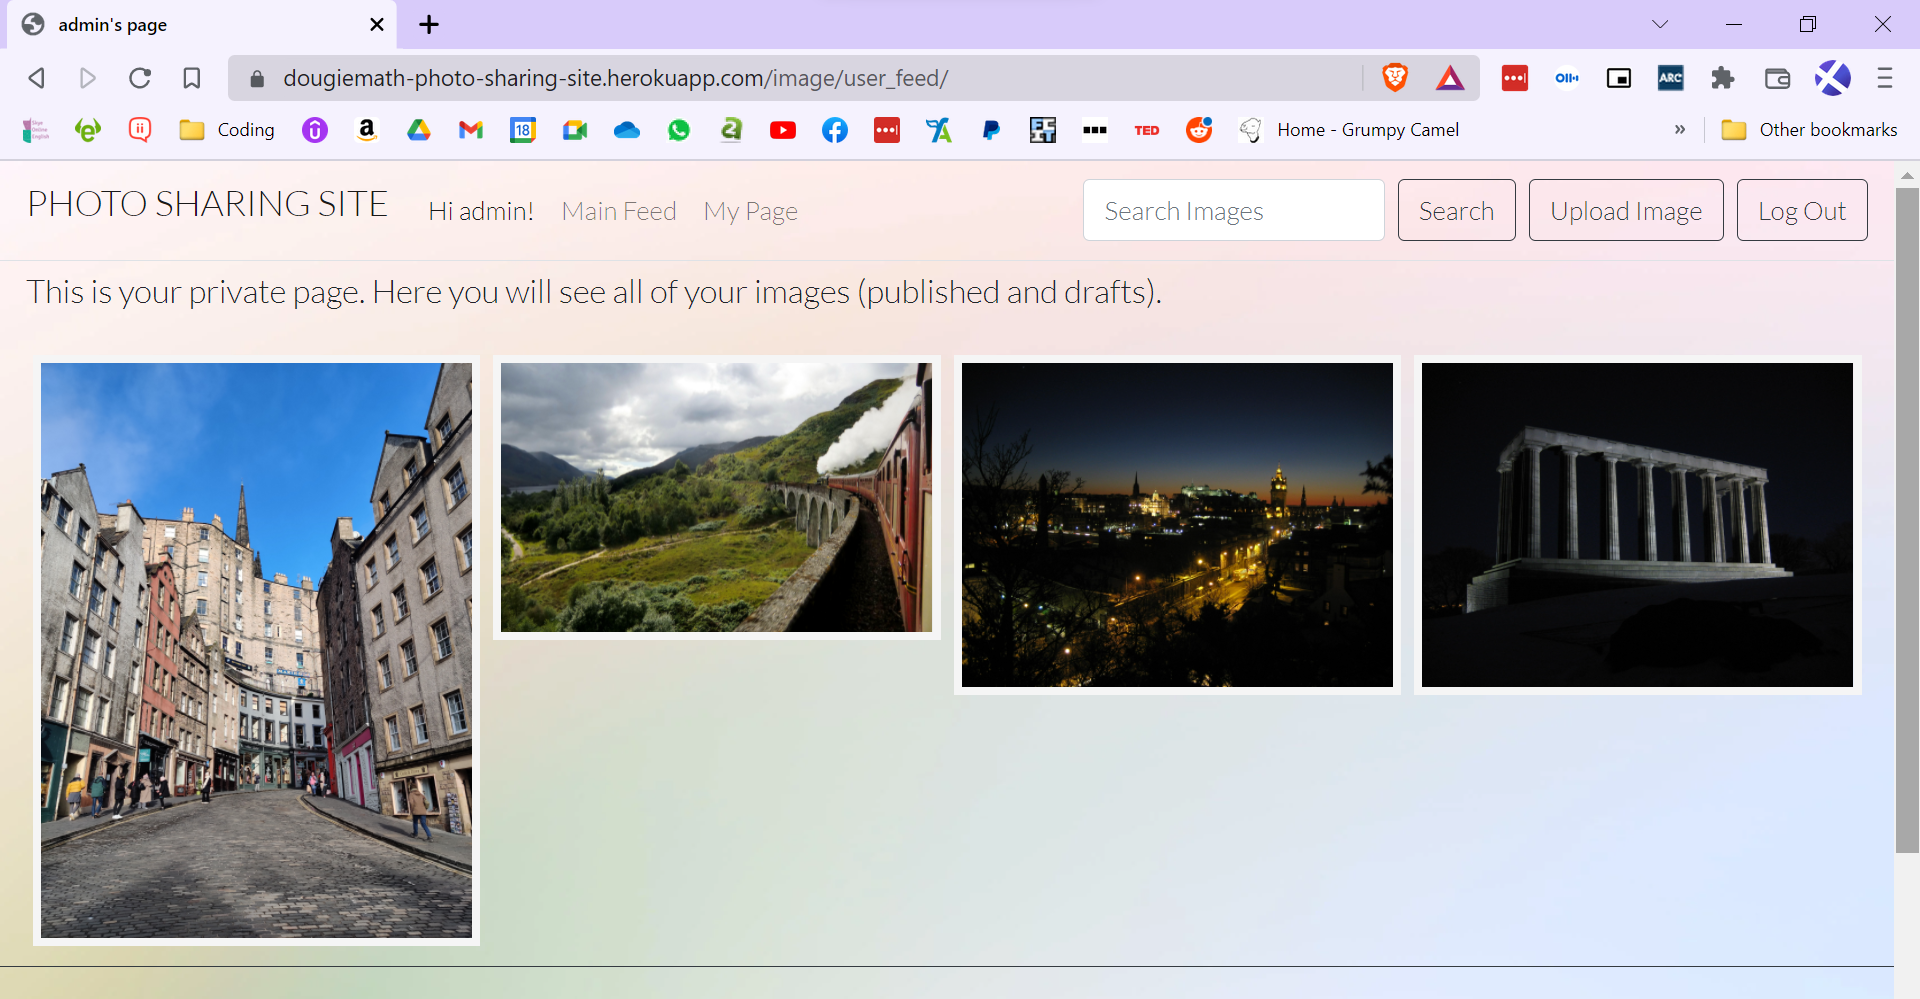 admin's page
dougiemath-photo-sharing-site.herokuapp.com/image/user_feed/
ARC
Coding
18
TED
Home - Grumpy Camel
»
Other bookmarks
PHOTO SHARING SITE
Hi admin!
Main Feed
My Page
Search Images
Search
Upload Image
Log Out
This is your private page. Here you will see all of your images (published and drafts).